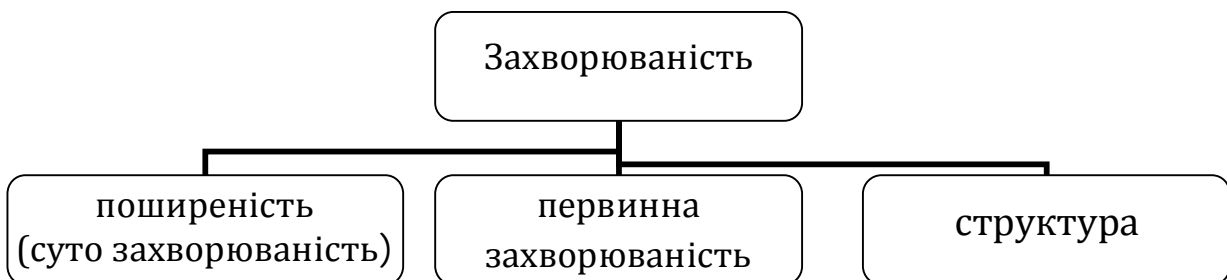 Захворюваність
поширеність
(суто захворюваність)
первинна
захворюваність
структура